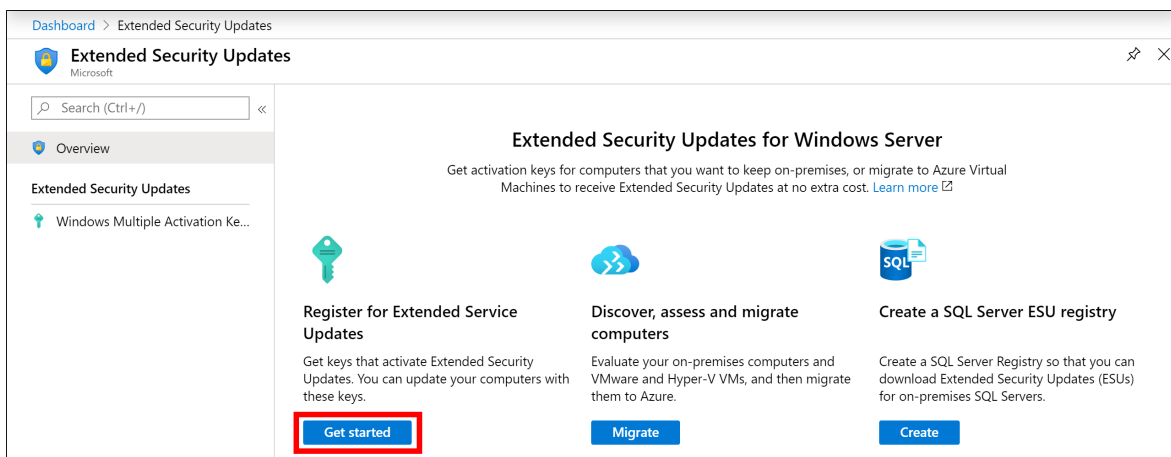 Dashboard > Extended Security Updates
Extended Security Updates
Microsoft
Search (Ctrl+/)
«
Overview
Extended Security Updates
Windows Multiple Activation Ke...
Extended Security Updates for Windows Server
Get activation keys for computers that you want to keep on-premises, or migrate to Azure Virtual
Machines to receive Extended Security Updates at no extra cost. Learn more
SQL
Register for Extended Service
Updates
Get keys that activate Extended Security
Updates. You can update your computers with
these keys.
Get started
Discover, assess and migrate
computers
Evaluate your on-premises computers and
VMware and Hyper-V VMs, and then migrate
them to Azure.
Migrate
Create a SQL Server ESU registry
Create a SQL Server Registry so that you can
download Extended Security Updates (ESUs)
for on-premises SQL Servers.
Create